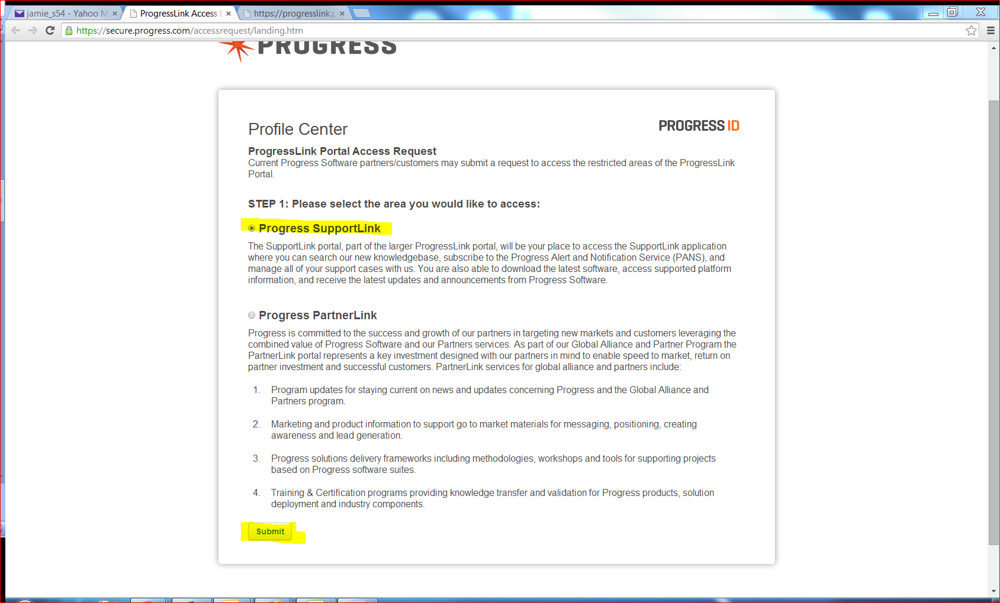 jamie_s54 - Yahoo M
ProgressLink Access
https://progresslink.p
https://secure.progress.com/accessrequest/landing.htm
PROGRESS
Profile Center
PROGRESS ID
ProgressLink Portal Access Request
Current Progress Software partners/customers may submit a request to access the restricted areas of the ProgressLink
Portal.
STEP 1: Please select the area you would like to access:
Progress SupportLink
The SupportLink portal, part of the larger ProgressLink portal, will be your place to access the SupportLink application
where you can search our new knowledgebase, subscribe to the Progress Alert and Notification Service (PANS), and
manage all of your support cases with us. You are also able to download the latest software, access supported platform
information, and receive the latest updates and announcements from Progress Software.
Progress PartnerLink
Progress is committed to the success and growth of our partners in targeting new markets and customers leveraging the
combined value of Progress Software and our Partners services. As part of our Global Alliance and Partner Program the
PartnerLink portal represents a key investment designed with our partners in mind to enable speed to market, return on
partner investment and successful customers. PartnerLink services for global alliance and partners include:
1. Program updates for staying current on news and updates concerning Progress and the Global Alliance and
Partners program.
2. Marketing and product information to support go to market materials for messaging, positioning, creating
awareness and lead generation.
3. Progress solutions delivery frameworks including methodologies, workshops and tools for supporting projects
based on Progress software suites.
4. Training & Certification programs providing knowledge transfer and validation for Progress products, solution
deployment and industry components.
Submit